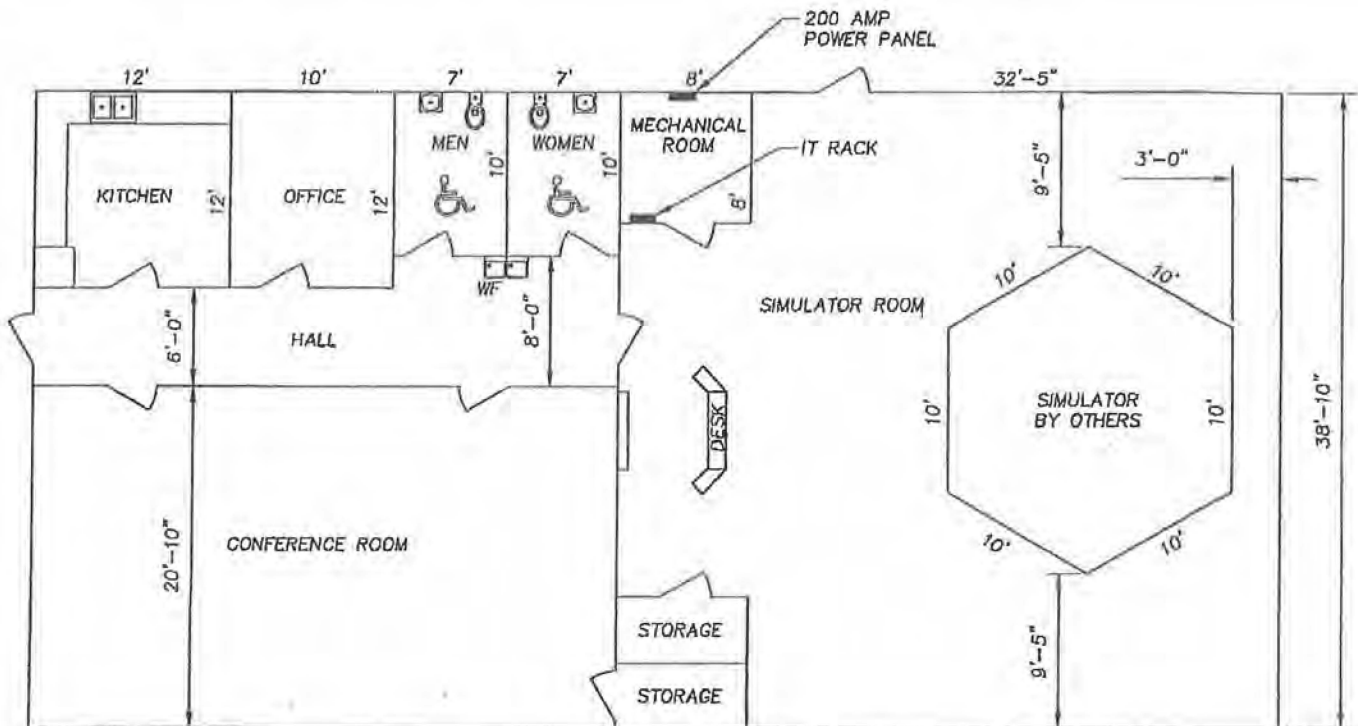 200 AMP
POWER PANEL
12'
10'
7'
7'
8'
32'-5"
MEN
WOMEN
MECHANICAL
ROOM
IT RACK
3'-0"
KITCHEN
12'
OFFICE
12'
10'
10'
8'
9'-5"
10'
10'
WF
SIMULATOR ROOM
6'-0"
HALL
8'-0"
10'
SIMULATOR
BY OTHERS
10'
38'-10"
DESK
20'-10"
CONFERENCE ROOM
10'
10'
STORAGE
9'-5"
STORAGE